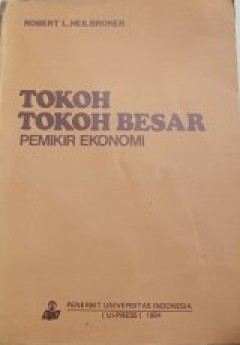 ROBERT L. HEILBRONER
TOKOH
TOKOH BESAR
PEMIKIR EKONOMI
PENERBIT UNIVERSITAS INDONESIA
( UI-PRESS ) 1984